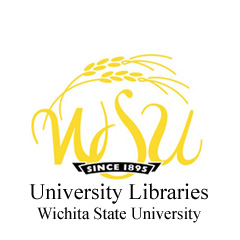 WSU
SINCE 1895
University Libraries
Wichita State University